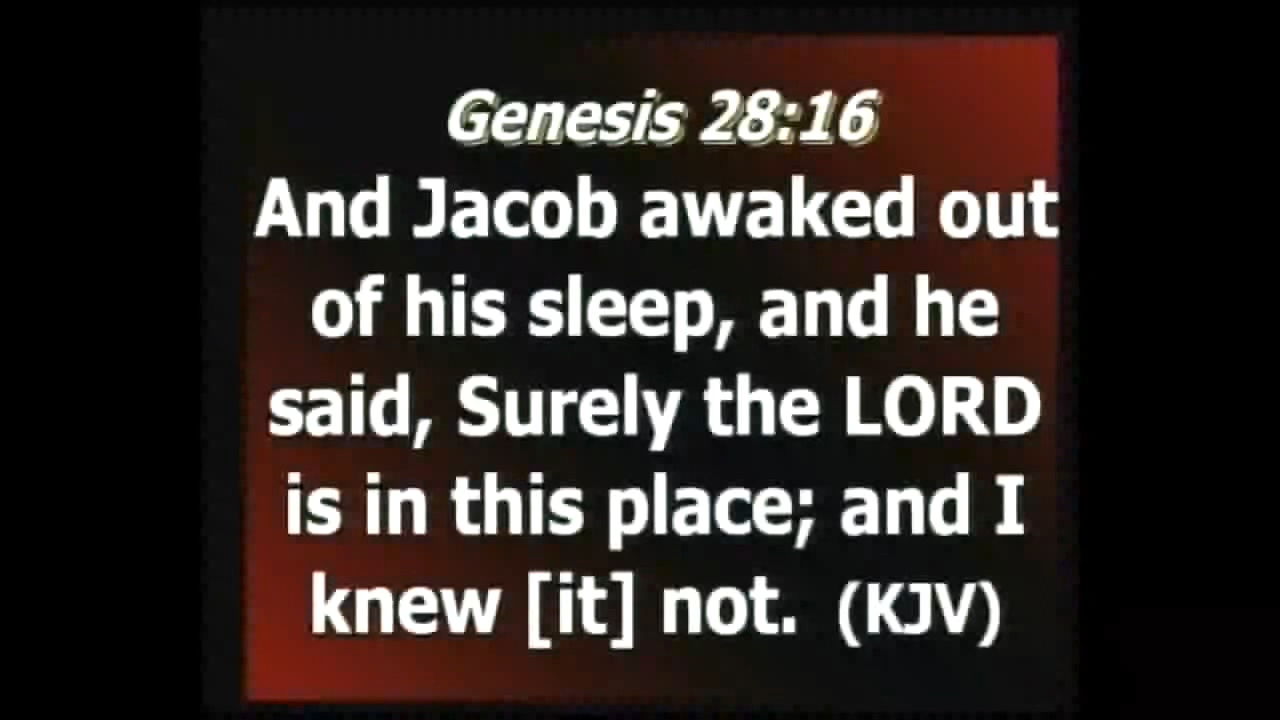 Genesis 28:16
And Jacob awaked out
of his sleep, and he
said, Surely the LORD
is in this place; and I
knew [it] not. (KJV)